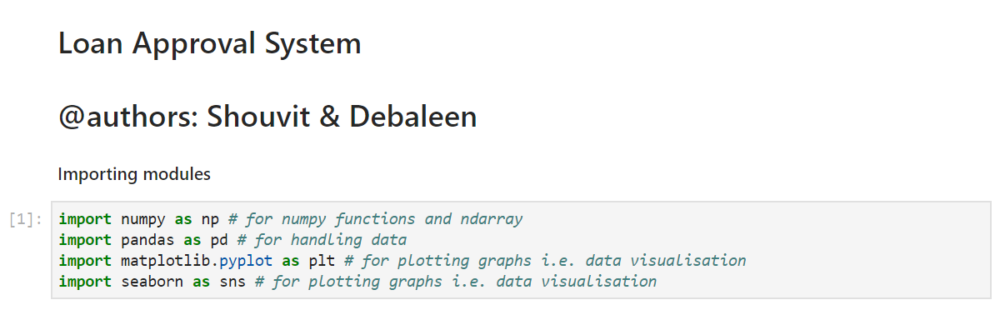 Loan Approval System
@authors: Shouvit & Debaleen
Importing modules
[1]:
import numpy as np # for numpy functions and ndarray
import pandas as pd # for handling data
import matplotlib.pyplot as plt # for plotting graphs i.e. data visualisation
import seaborn as sns # for plotting graphs i.e. data visualisation